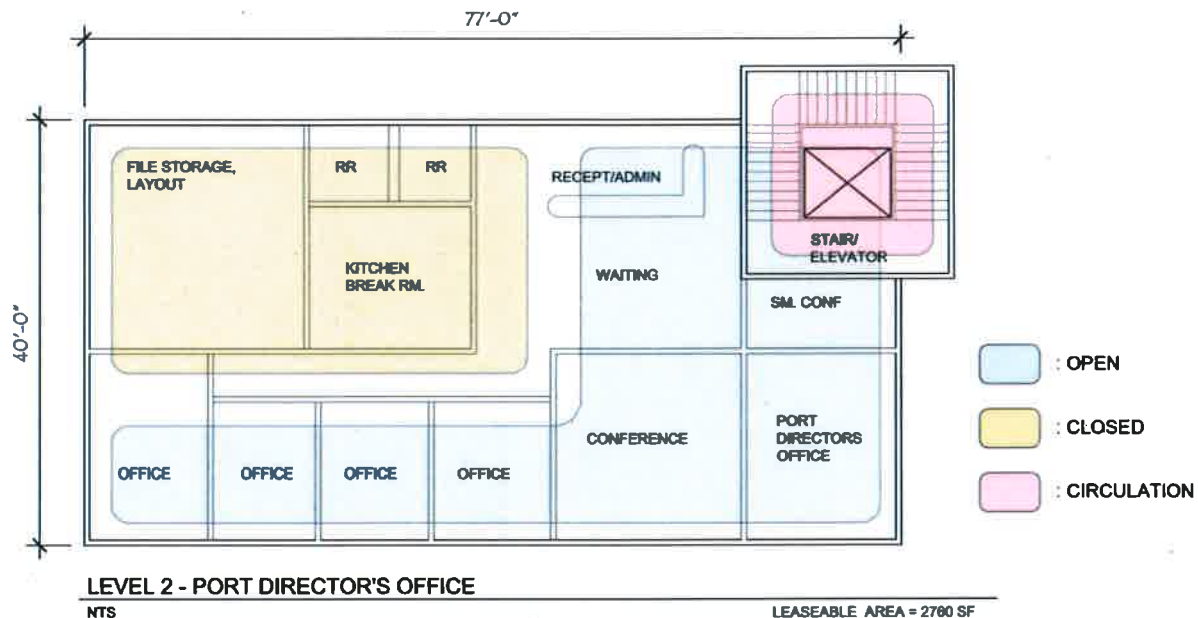 77'-0"
40'-0"
FILE STORAGE,
LAYOUT
RR
RR
RECEPT/ADMIN
KITCHEN
BREAK RM.
WAITING
STAIR/
ELEVATOR
SM. CONF
OFFICE
OFFICE
OFFICE
OFFICE
CONFERENCE
PORT
DIRECTORS
OFFICE
: OPEN
: CLOSED
: CIRCULATION
LEVEL 2 - PORT DIRECTOR'S OFFICE
NTS
LEASEABLE AREA = 2760 SF